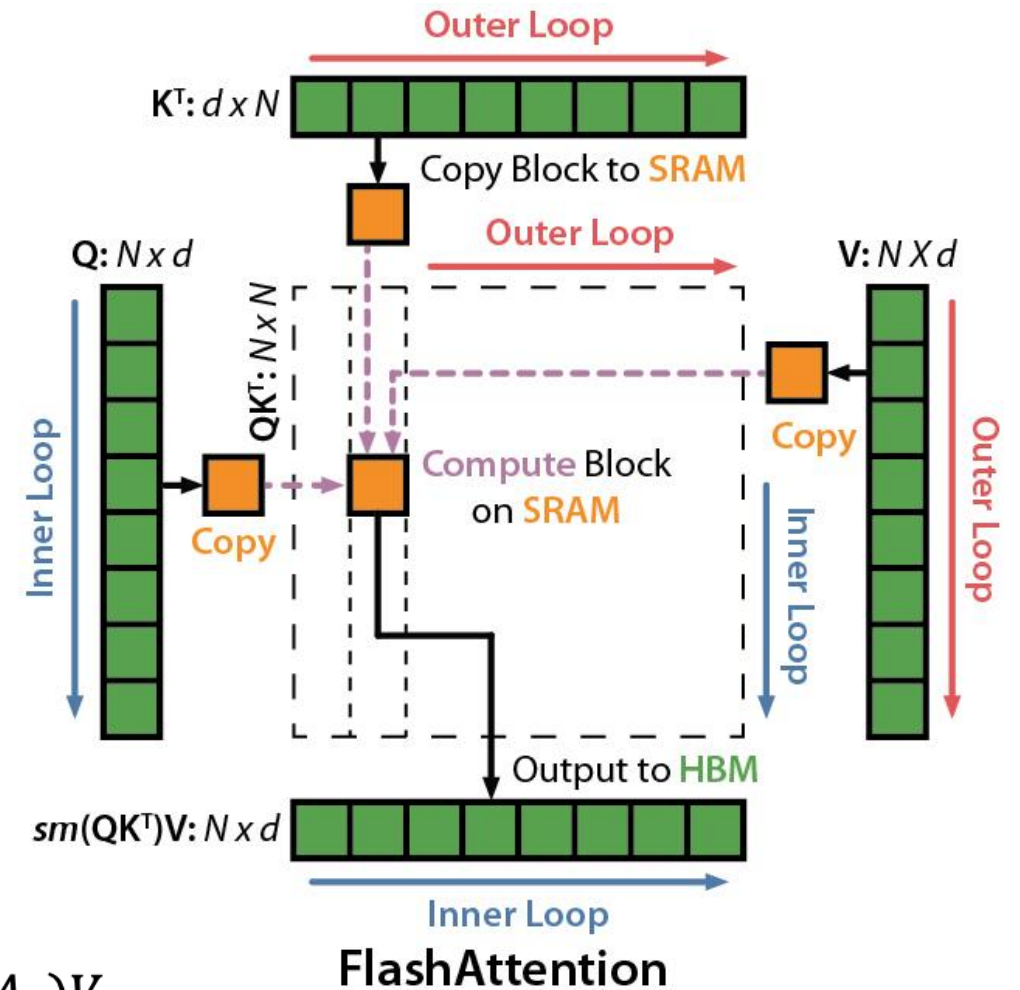 Outer Loop
Kᵀ: d x N
Copy Block to SRAM
Outer Loop
Q: N x d
V: N X d
QKᵀ: N x N
Copy
Compute Block
on SRAM
Copy
Inner Loop
Inner Loop
Outer Loop
Output to HBM
sm(QKᵀ)V: N x d
Inner Loop
FlashAttention
)V